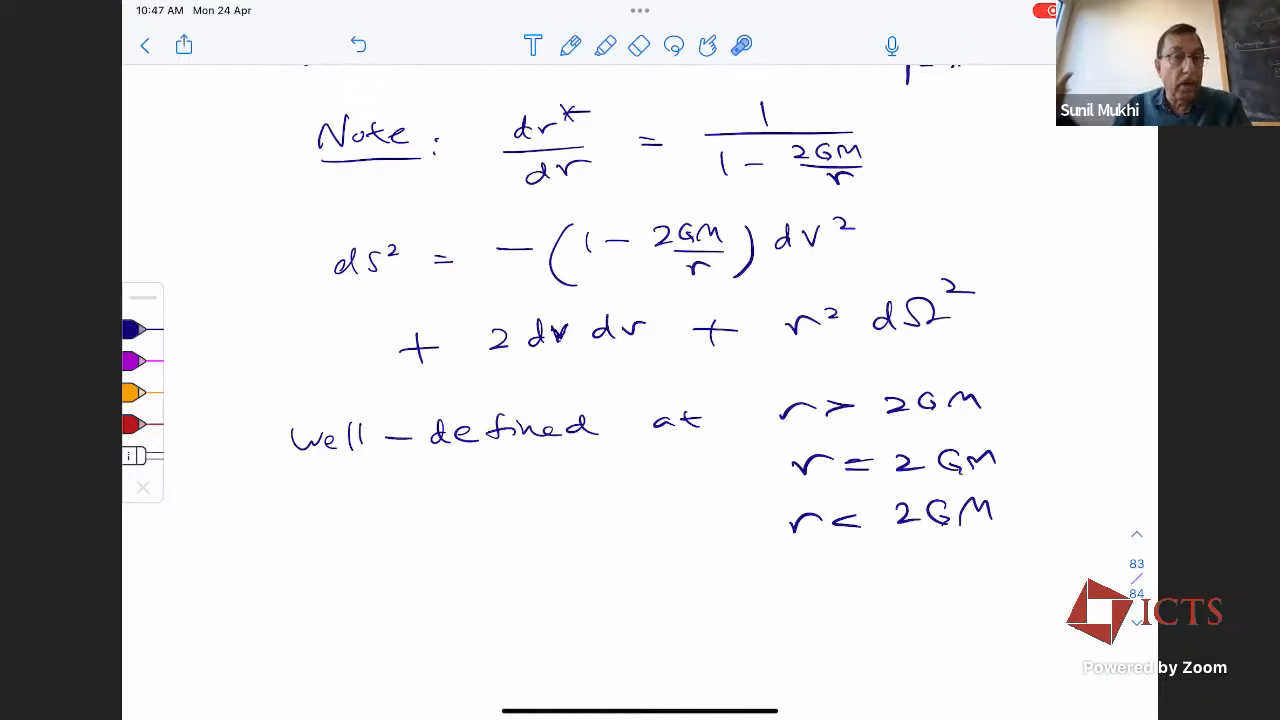 10:47 AM Mon 24 Apr
Sunil Mukhi
Note : dr*/dr = 1/(1 - 2GM/r)
ds² = - (1 - 2GM/r) dv²
+ 2 dv dr + r² dΩ²
well-defined at r > 2GM
r = 2GM
r < 2GM
83
/
84
ICTS
Powered by Zoom